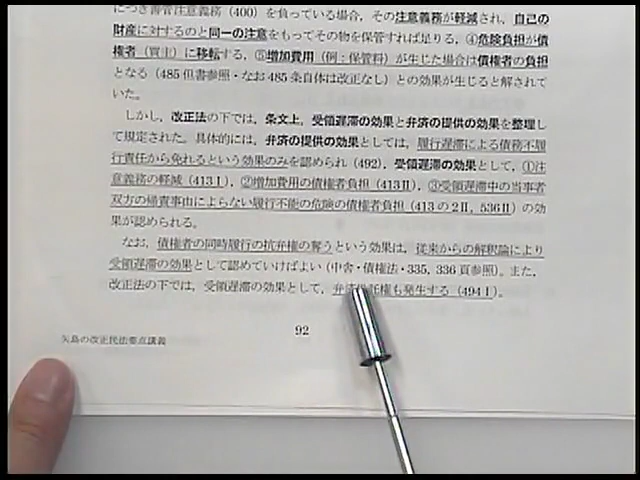 につき善管注意義務（400）を負っている場合，その注意義務が軽減され，自己の
財産に対するのと同一の注意をもってその物を保管すれば足りる，④危険負担が債
権者（買主）に移転する，⑤増加費用（例：保管料）が生じた場合は債権者の負担
となる（485但書参照・なお485条自体は改正なし）との効果が生じると解されて
いた。
しかし，改正法の下では，条文上，受領遅滞の効果と弁済の提供の効果を整理し
て規定された。具体的には，弁済の提供の効果としては，履行遅滞による債務不履
行責任から免れるという効果のみを認められ（492），受領遅滞の効果として，①注
意義務の軽減（413Ⅰ），②増加費用の債権者負担（413Ⅱ），③受領遅滞中の当事者
双方の帰責事由によらない履行不能の危険の債権者負担（413の2Ⅱ，536Ⅱ）の効
果が認められる。
なお，債権者の同時履行の抗弁権の奪うという効果は，従来からの解釈論により
受領遅滞の効果として認めていけばよい（中舎・債権法・335，336頁参照）。また，
改正法の下では，受領遅滞の効果として，弁済供託権も発生する（494Ⅰ）。
92
矢島の改正民法要点講義